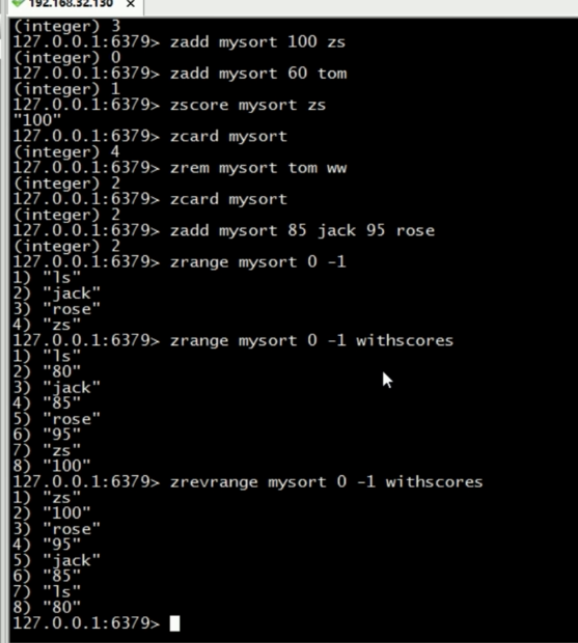 192.168.32.130 x
(integer) 3
127.0.0.1:6379> zadd mysort 100 zs
(integer) 0
127.0.0.1:6379> zadd mysort 60 tom
(integer) 1
127.0.0.1:6379> zscore mysort zs
"100"
127.0.0.1:6379> zcard mysort
(integer) 4
127.0.0.1:6379> zrem mysort tom ww
(integer) 2
127.0.0.1:6379> zcard mysort
(integer) 2
127.0.0.1:6379> zadd mysort 85 jack 95 rose
(integer) 2
127.0.0.1:6379> zrange mysort 0 -1
1) "ls"
2) "jack"
3) "rose"
4) "zs"
127.0.0.1:6379> zrange mysort 0 -1 withscores
1) "ls"
2) "80"
3) "jack"
4) "85"
5) "rose"
6) "95"
7) "zs"
8) "100"
127.0.0.1:6379> zrevrange mysort 0 -1 withscores
1) "zs"
2) "100"
3) "rose"
4) "95"
5) "jack"
6) "85"
7) "ls"
8) "80"
127.0.0.1:6379>